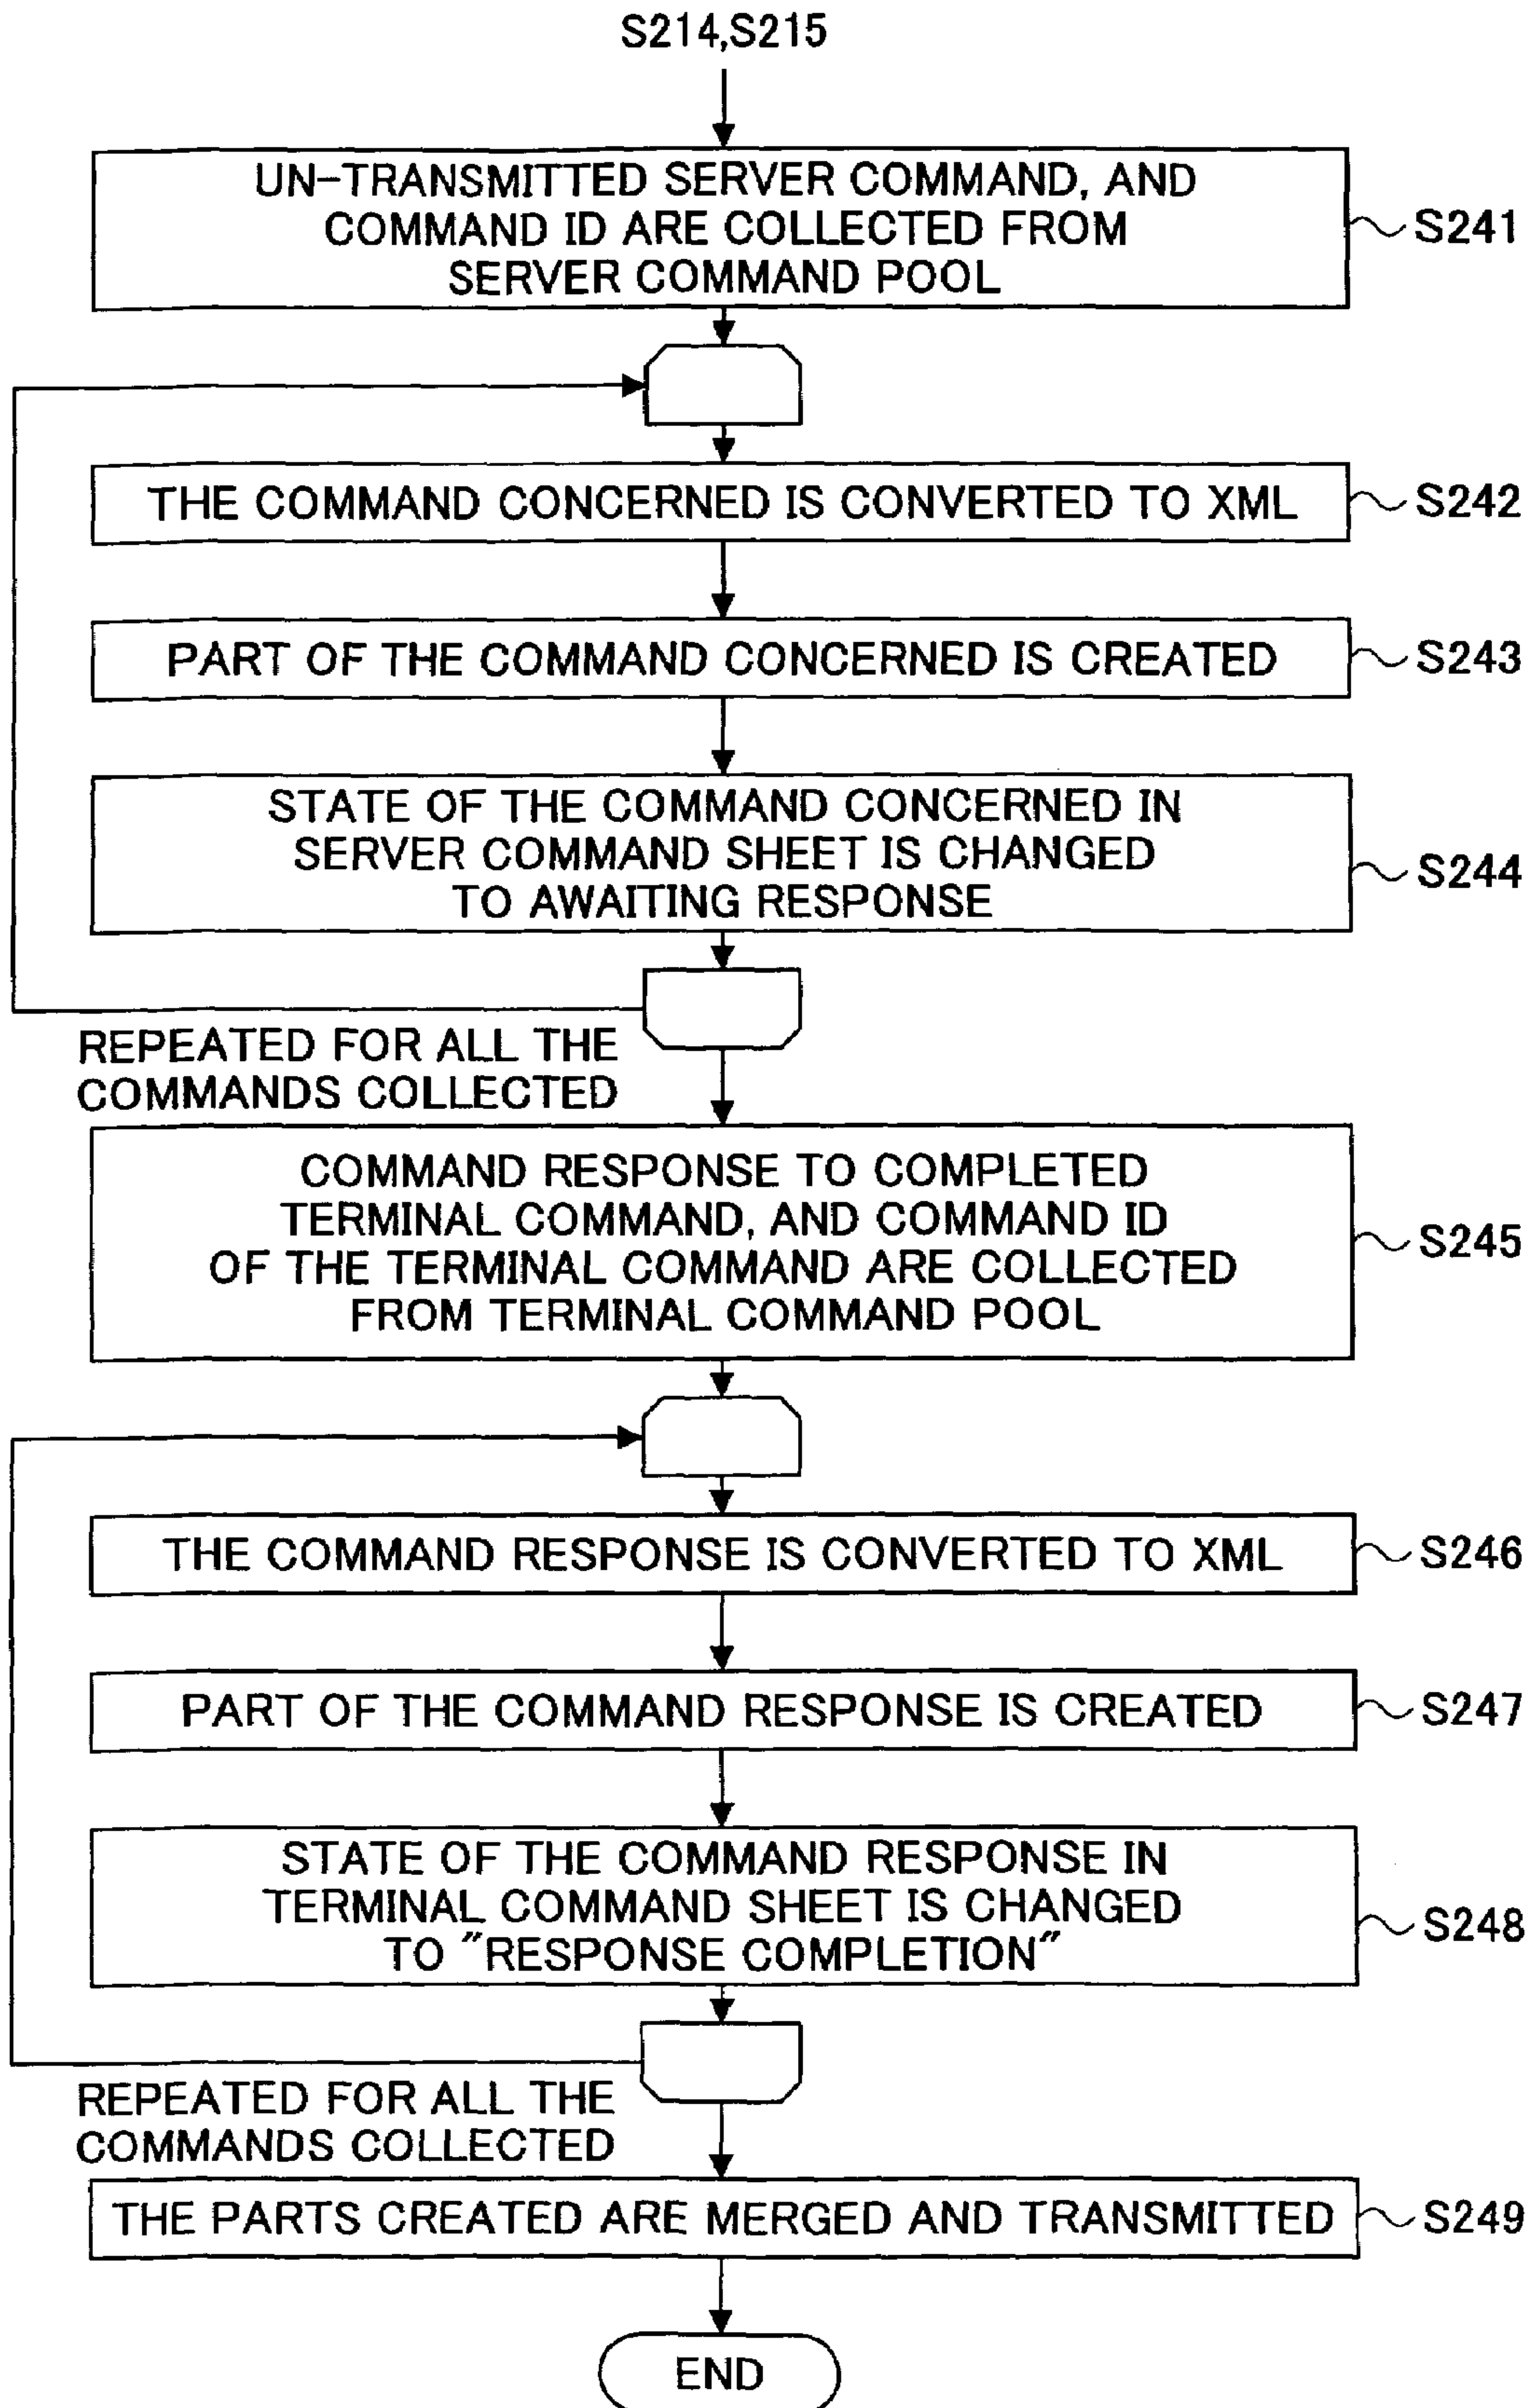 S214,S215
UN-TRANSMITTED SERVER COMMAND, AND
COMMAND ID ARE COLLECTED FROM
SERVER COMMAND POOL
S241
THE COMMAND CONCERNED IS CONVERTED TO XML
S242
PART OF THE COMMAND CONCERNED IS CREATED
S243
STATE OF THE COMMAND CONCERNED IN
SERVER COMMAND SHEET IS CHANGED
TO AWAITING RESPONSE
S244
REPEATED FOR ALL THE
COMMANDS COLLECTED
COMMAND RESPONSE TO COMPLETED
TERMINAL COMMAND, AND COMMAND ID
OF THE TERMINAL COMMAND ARE COLLECTED
FROM TERMINAL COMMAND POOL
S245
THE COMMAND RESPONSE IS CONVERTED TO XML
S246
PART OF THE COMMAND RESPONSE IS CREATED
S247
STATE OF THE COMMAND RESPONSE IN
TERMINAL COMMAND SHEET IS CHANGED
TO "RESPONSE COMPLETION"
S248
REPEATED FOR ALL THE
COMMANDS COLLECTED
THE PARTS CREATED ARE MERGED AND TRANSMITTED
S249
END